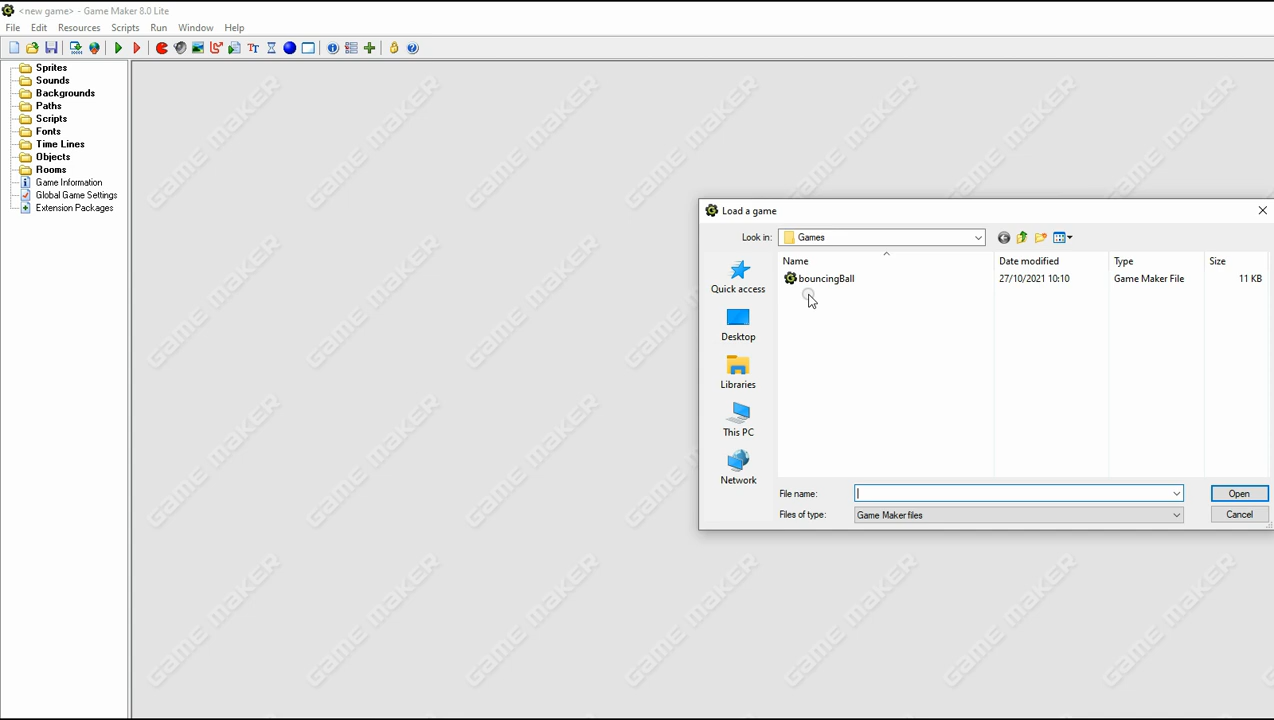 <new game> - Game Maker 8.0 Lite
File Edit Resources Scripts Run Window Help
Sprites
Sounds
Backgrounds
Paths
Scripts
Fonts
Time Lines
Objects
Rooms
Game Information
Global Game Settings
Extension Packages
GAME MAKER
Load a game
Look in: Games
Name Date modified Type Size
bouncingBall 27/10/2021 10:10 Game Maker File 11 KB
Quick access
Desktop
Libraries
This PC
Network
File name: Open
Files of type: Game Maker files Cancel